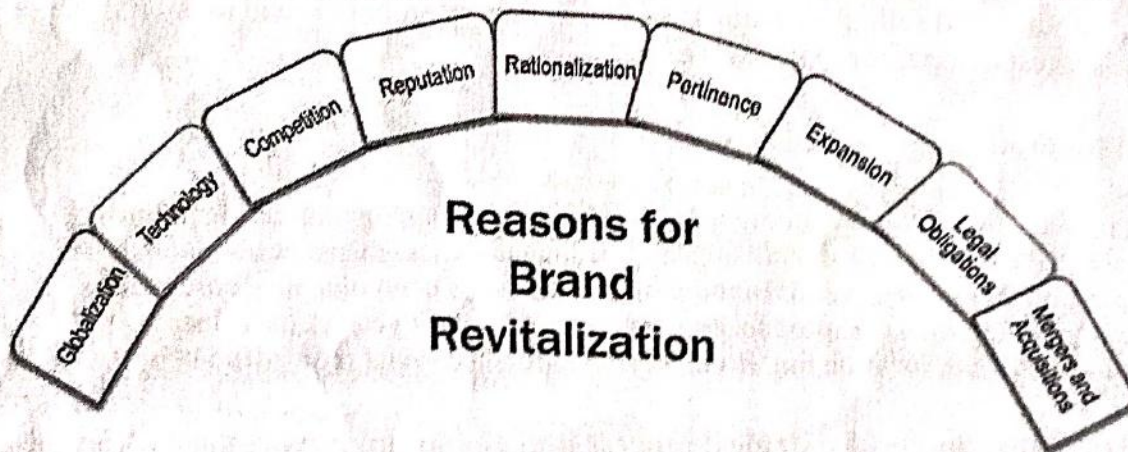 Globalization
Technology
Competition
Reputation
Rationalization
Pertinence
Expansion
Legal
Obligations
Mergers and
Acquisitions
Reasons for
Brand
Revitalization